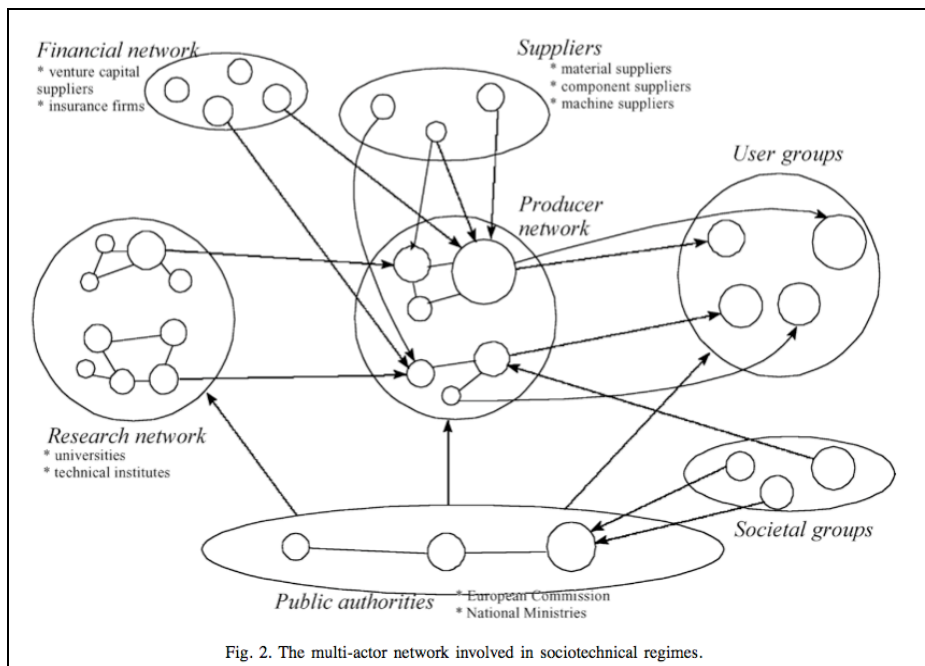 Financial network
* venture capital
suppliers
* insurance firms
Suppliers
* material suppliers
* component suppliers
* machine suppliers
User groups
Producer
network
Research network
* universities
* technical institutes
Societal groups
Public authorities
* European Commission
* National Ministries
Fig. 2. The multi-actor network involved in sociotechnical regimes.